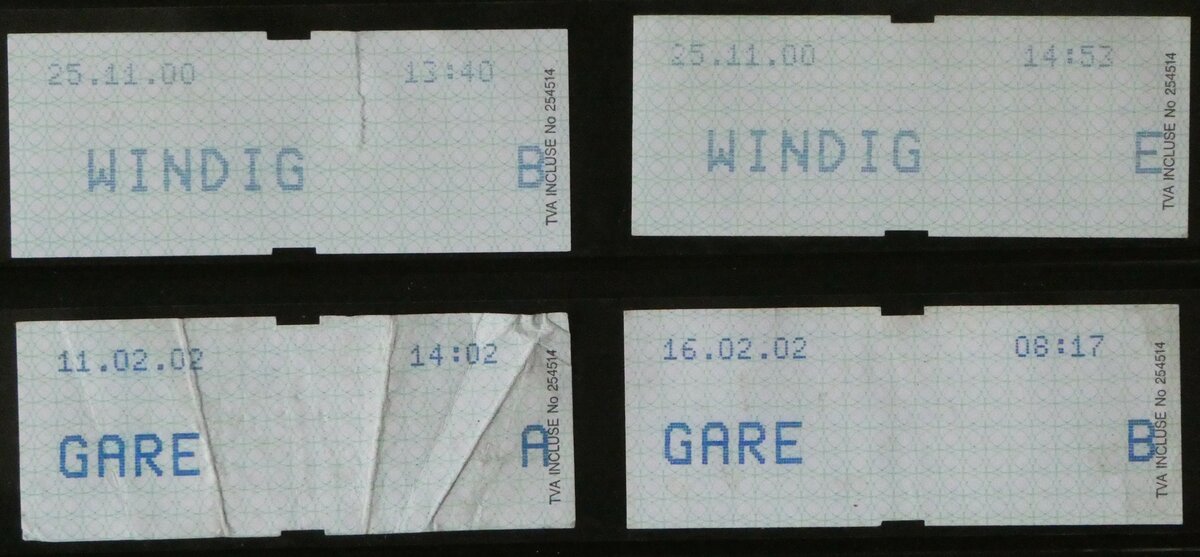 25.11.00 13:40
WINDIG B
TVA INCLUSE No 254514
25.11.00 14:53
WINDIG E
TVA INCLUSE No 254514
11.02.02 14:02
GARE A
TVA INCLUSE No 254514
16.02.02 08:17
GARE B
TVA INCLUSE No 254514